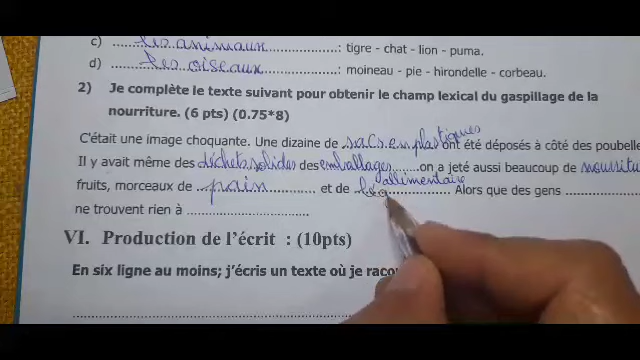 c) les animaux : tigre - chat - lion - puma.
d) les oiseaux : moineau - pie - hirondelle - corbeau.
2) Je complète le texte suivant pour obtenir le champ lexical du gaspillage de la
nourriture. (6 pts) (0.75*8)
C'était une image choquante. Une dizaine de sacs en plastiques ont été déposés à côté des poubelle
Il y avait même des déchets solides des emballages on a jeté aussi beaucoup de nourritu
allimentaire
fruits, morceaux de pain et de lég Alors que des gens
ne trouvent rien à
VI. Production de l'écrit : (10pts)
En six ligne au moins; j'écris un texte où je raco